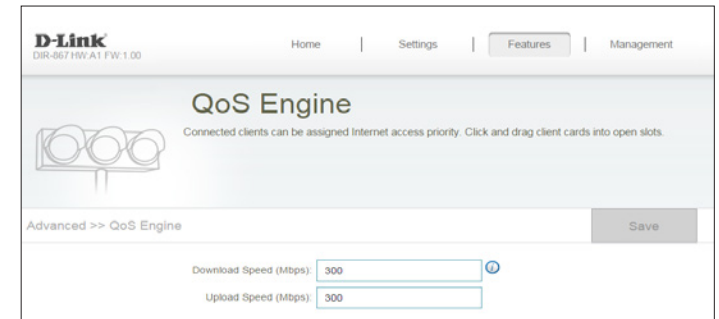 D-Link
DIR-867 HW:A1 FW:1.00
Home | Settings | Features | Management
QoS Engine
Connected clients can be assigned Internet access priority. Click and drag client cards into open slots.
Advanced >> QoS Engine
Save
Download Speed (Mbps): 300
Upload Speed (Mbps): 300